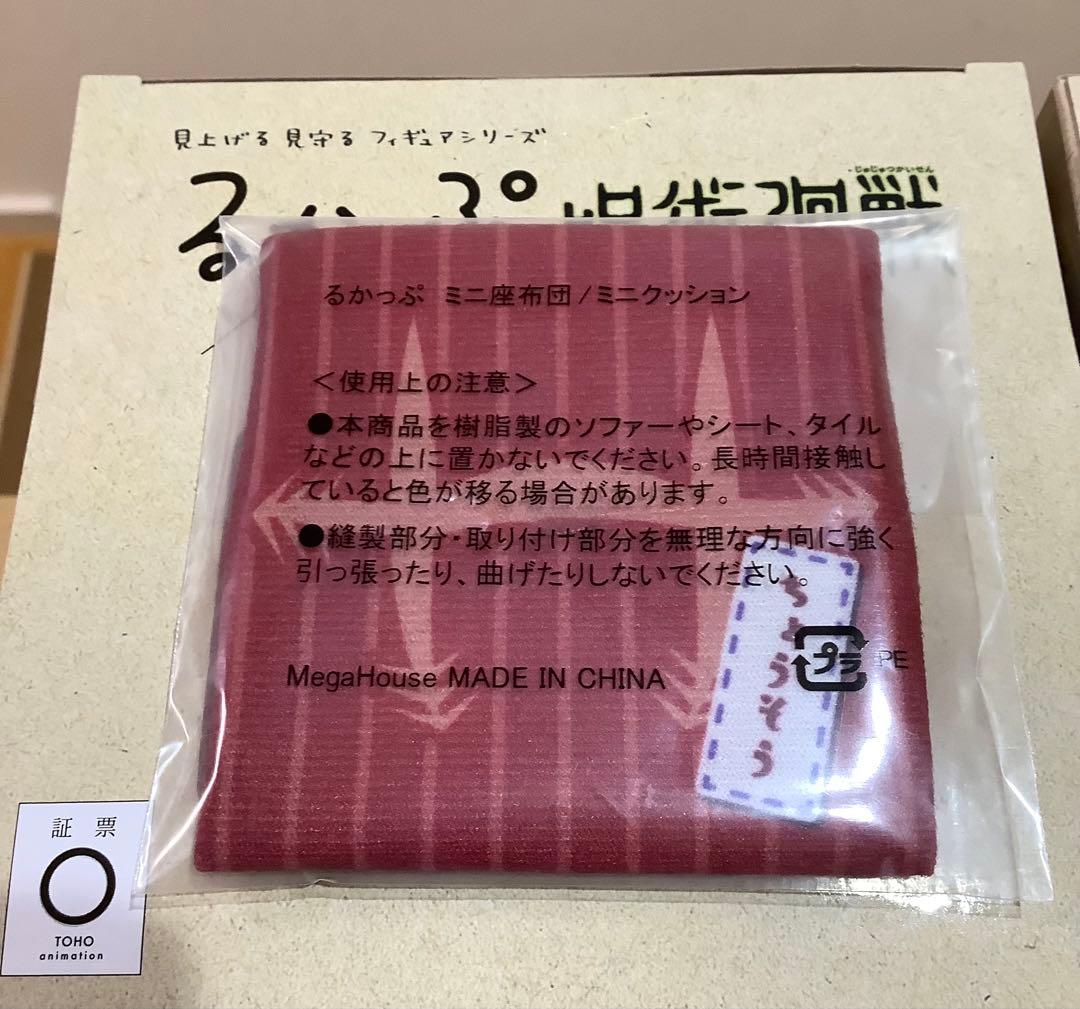 見上げる 見守る フィギュアシリーズ
じゅじゅつかいせん
るかっぷ 呪術廻戦
るかっぷ ミニ座布団/ミニクッション
＜使用上の注意＞
●本商品を樹脂製のソファーやシート、タイル
などの上に置かないでください。長時間接触し
ていると色が移る場合があります。
●縫製部分・取り付け部分を無理な方向に強く
引っ張ったり、曲げたりしないでください。
ちょうそう
プラ PE
MegaHouse MADE IN CHINA
証 票
TOHO
animation